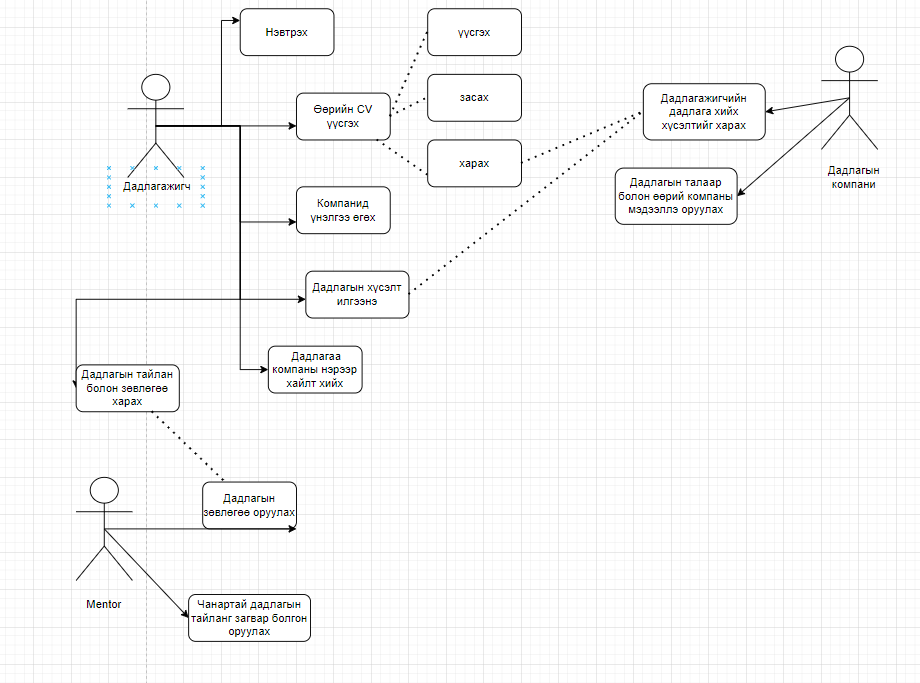 Нэвтрэх
үүсгэх
Өөрийн CV
үүсгэх
засах
Дадлагажигчийн
дадлага хийх
хүсэлтийг харах
харах
Дадлагын
компани
Дадлагажигч
Дадлагын талаар
болон өөрий компаны
мэдээллэ оруулах
Компанид
үнэлгээ өгөх
Дадлагын хүсэлт
илгээнэ
Дадлагаа
компаны нэрээр
хайлт хийх
Дадлагын тайлан
болон зөвлөгөө
харах
Дадлагын
зөвлөгөө оруулах
Mentor
Чанартай дадлагын
тайланг загвар болгон
оруулах